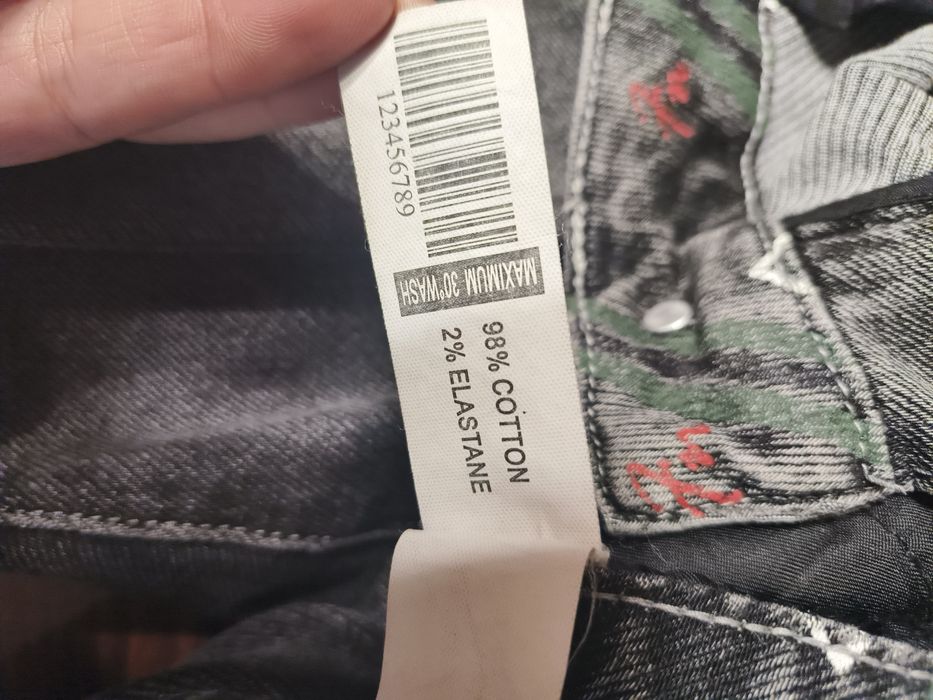 123456789
MAXIMUM 30°WASH
98% COTTON
2% ELASTANE